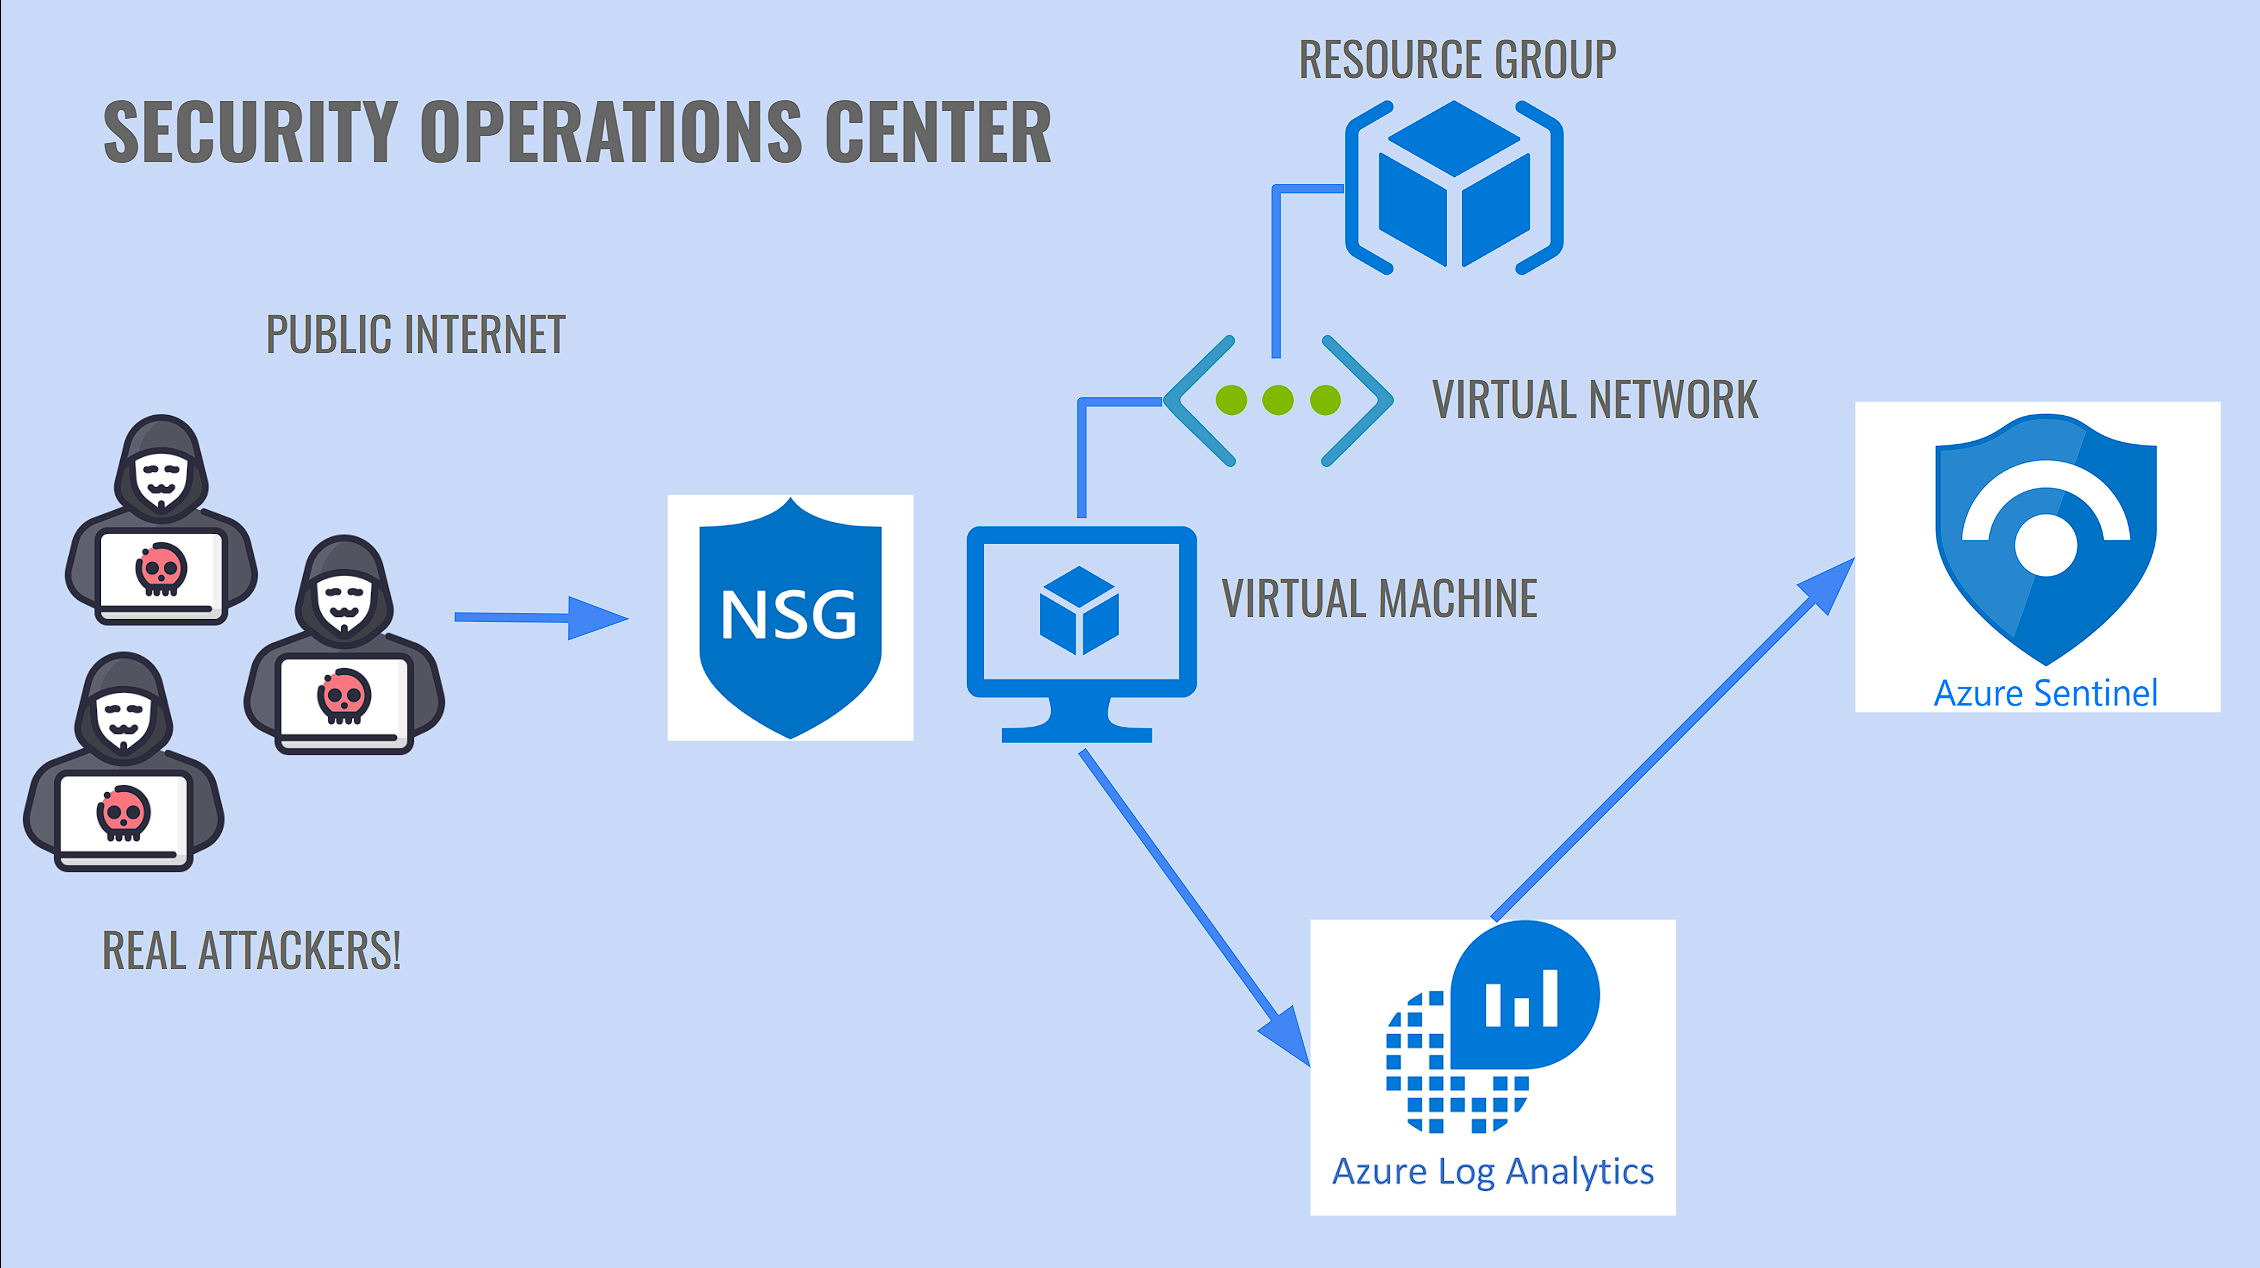 RESOURCE GROUP
SECURITY OPERATIONS CENTER
PUBLIC INTERNET
VIRTUAL NETWORK
NSG
VIRTUAL MACHINE
Azure Sentinel
REAL ATTACKERS!
Azure Log Analytics